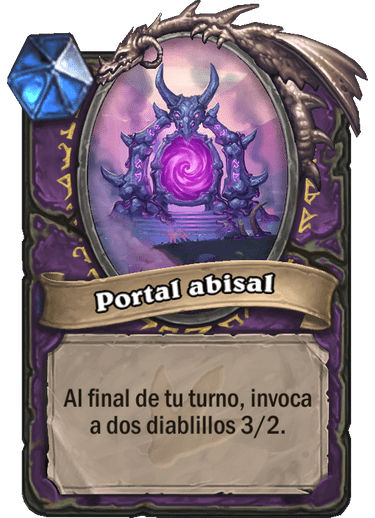 Portal abisal
Al final de tu turno, invoca
a dos diablillos 3/2.